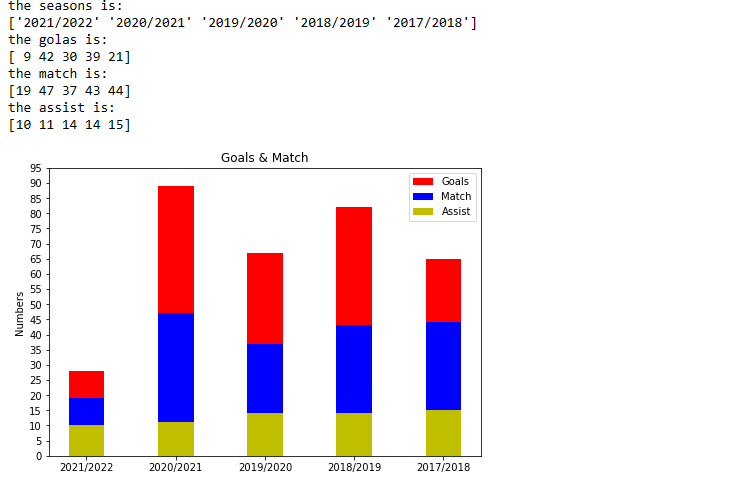 the seasons is:
['2021/2022' '2020/2021' '2019/2020' '2018/2019' '2017/2018']
the golas is:
[ 9 42 30 39 21]
the match is:
[19 47 37 43 44]
the assist is:
[10 11 14 14 15]
Goals & Match
95
90
85
80
75
70
65
60
55
50
45
40
35
30
25
20
15
10
5
0
Numbers
Goals
Match
Assist
2021/2022 2020/2021 2019/2020 2018/2019 2017/2018